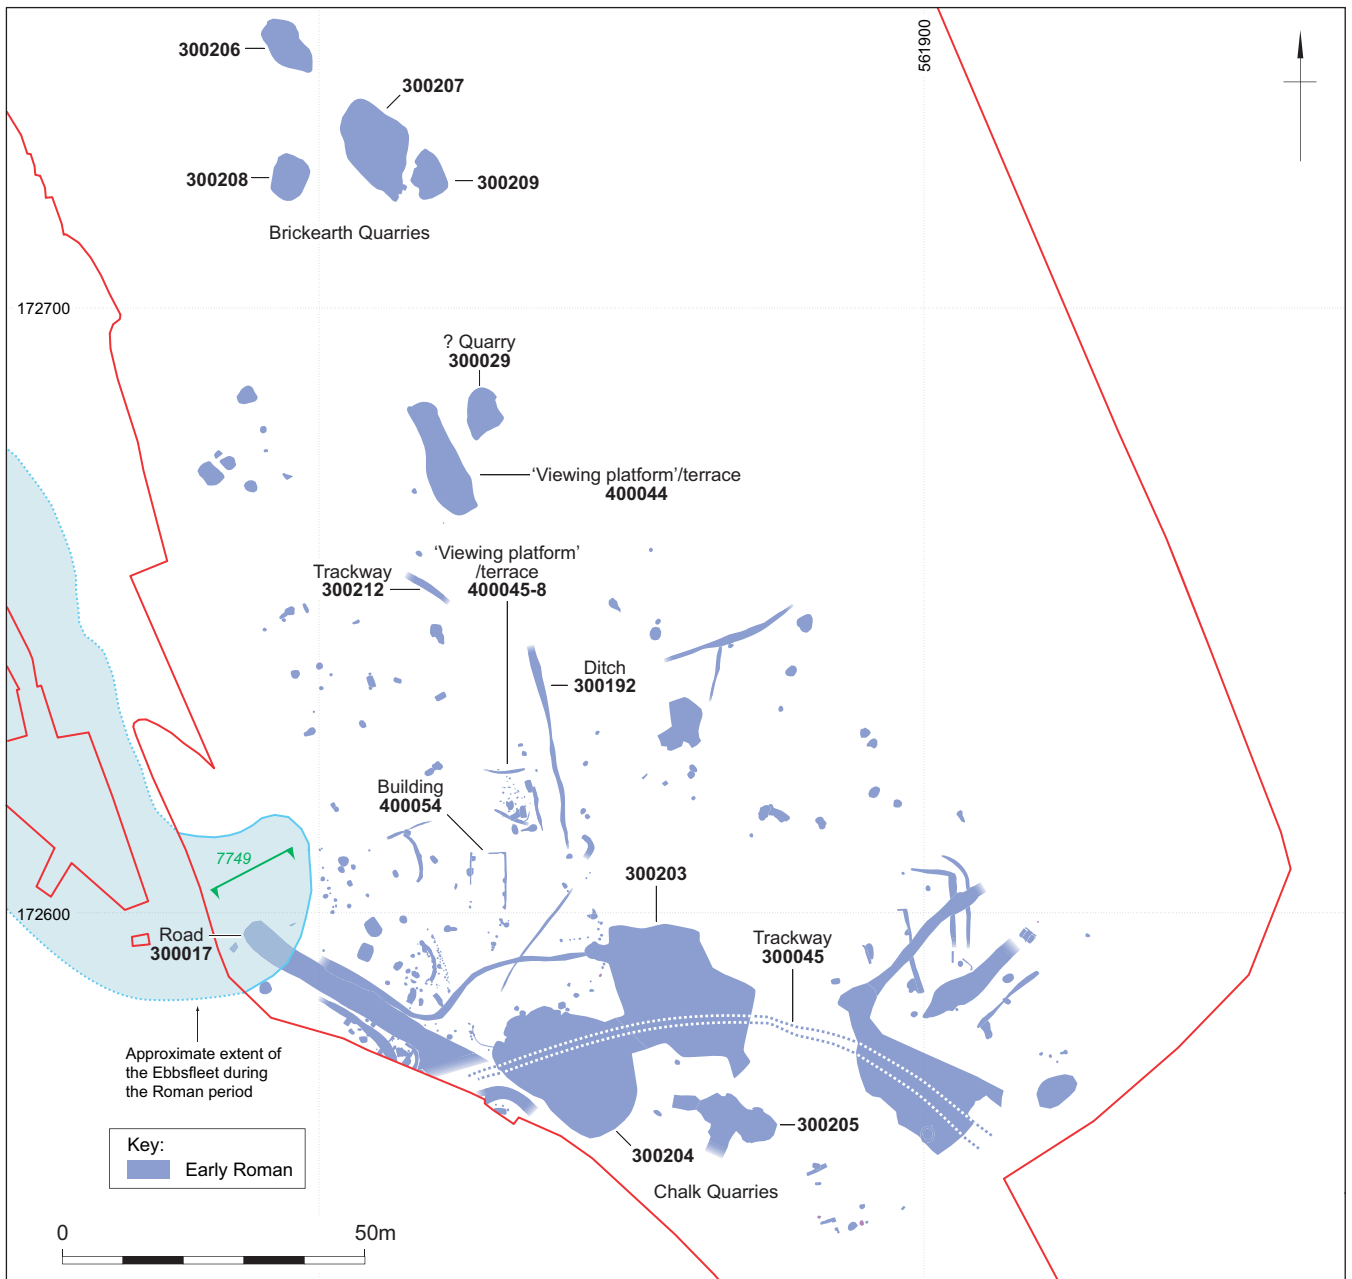 561900
300206
300207
300208
300209
Brickearth Quarries
172700
? Quarry
300029
‘Viewing platform’/terrace
400044
‘Viewing platform’
/terrace
400045-8
Trackway
300212
Ditch
300192
Building
400054
7749
300203
172600
Road
300017
Trackway
300045
Approximate extent of
the Ebbsfleet during
the Roman period
300205
300204
Chalk Quarries
Key:
Early Roman
0 50m